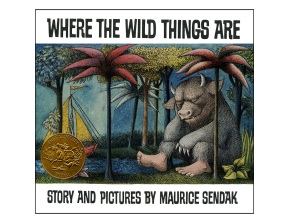 WHERE THE WILD THINGS ARE
STORY AND PICTURES BY MAURICE SENDAK